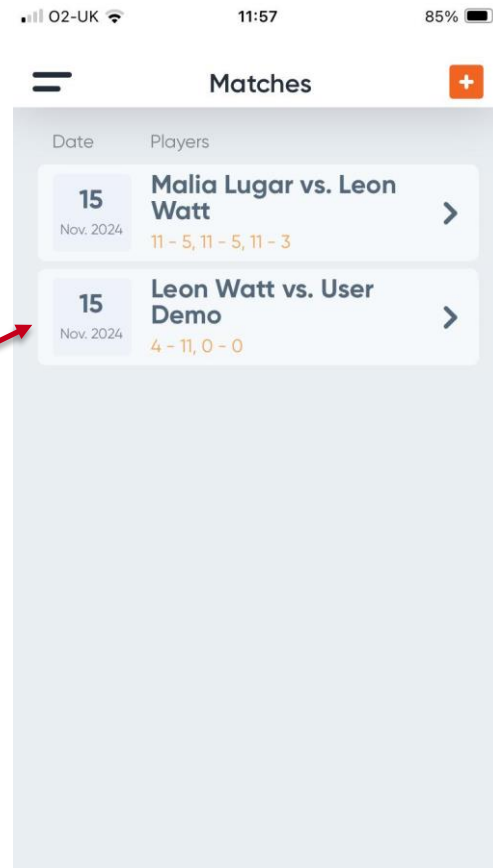 O2-UK 11:57 85%
Matches +
Date Players
15 Malia Lugar vs. Leon
Nov. 2024 Watt
11 - 5, 11 - 5, 11 - 3
15 Leon Watt vs. User
Nov. 2024 Demo
4 - 11, 0 - 0